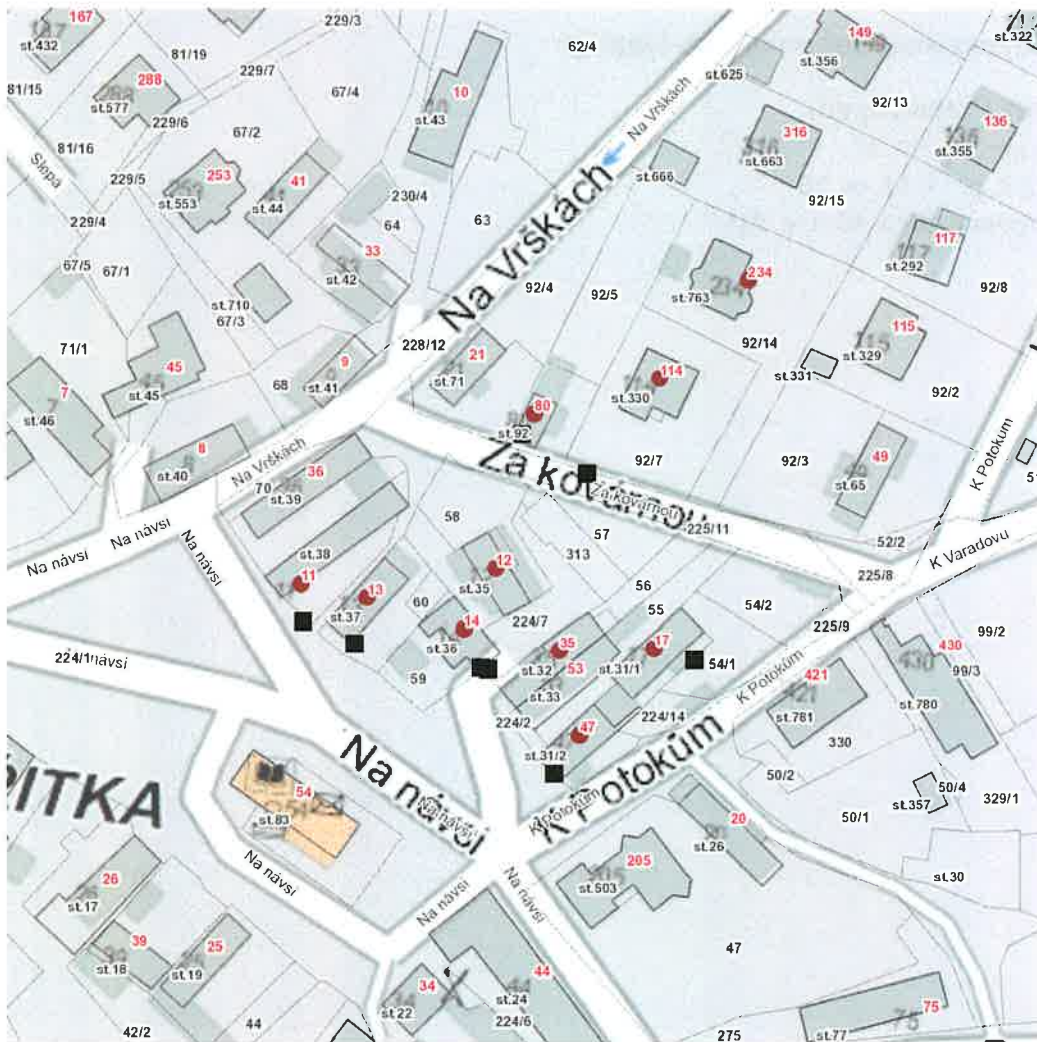 167
st.432
81/19
229/3
229/7
62/4
149
st.356
st.322
288
st.577
81/15
229/6
67/4
10
st.43
st.625
Na Vrškách
92/13
136
st.355
67/2
81/16
Slepá
229/5
253
st.553
41
st.44
316
st.663
st.666
92/15
229/4
230/4
64
63
33
st.42
Na Vrškách
117
st.292
67/5
67/1
st.710
67/3
92/4
92/5
234
st.763
92/8
71/1
228/12
92/14
115
st.329
45
st.45
9
st.41
68
21
st.71
114
st.330
st.331
92/2
7
st.46
80
st.92
8
st.40
Na Vrškách
36
70
st.39
Za kovárnou
Za kovárnou
92/7
92/3
49
st.65
K Potokům
58
57
225/11
52/2
K Varadovu
Na návsi
Na návsi
Na návsi
st.38
11
13
st.37
12
st.35
313
56
225/8
60
14
st.36
224/7
55
54/2
225/9
99/2
224/1
návsi
59
35
st.32
53
st.33
17
st.31/1
54/1
K Potokům
421
st.781
430
st.780
99/3
224/2
47
st.31/2
224/14
330
PITKA
Na návsi
Na návsi
K Potokům
K Potokům
50/2
50/4
st.357
329/1
54
st.83
20
st.26
50/1
205
st.503
st.30
Na návsi
Na návsi
Na návsi
26
st.17
39
st.18
25
st.19
47
34
st.22
44
st.24
224/6
42/2
44
275
75
st.77